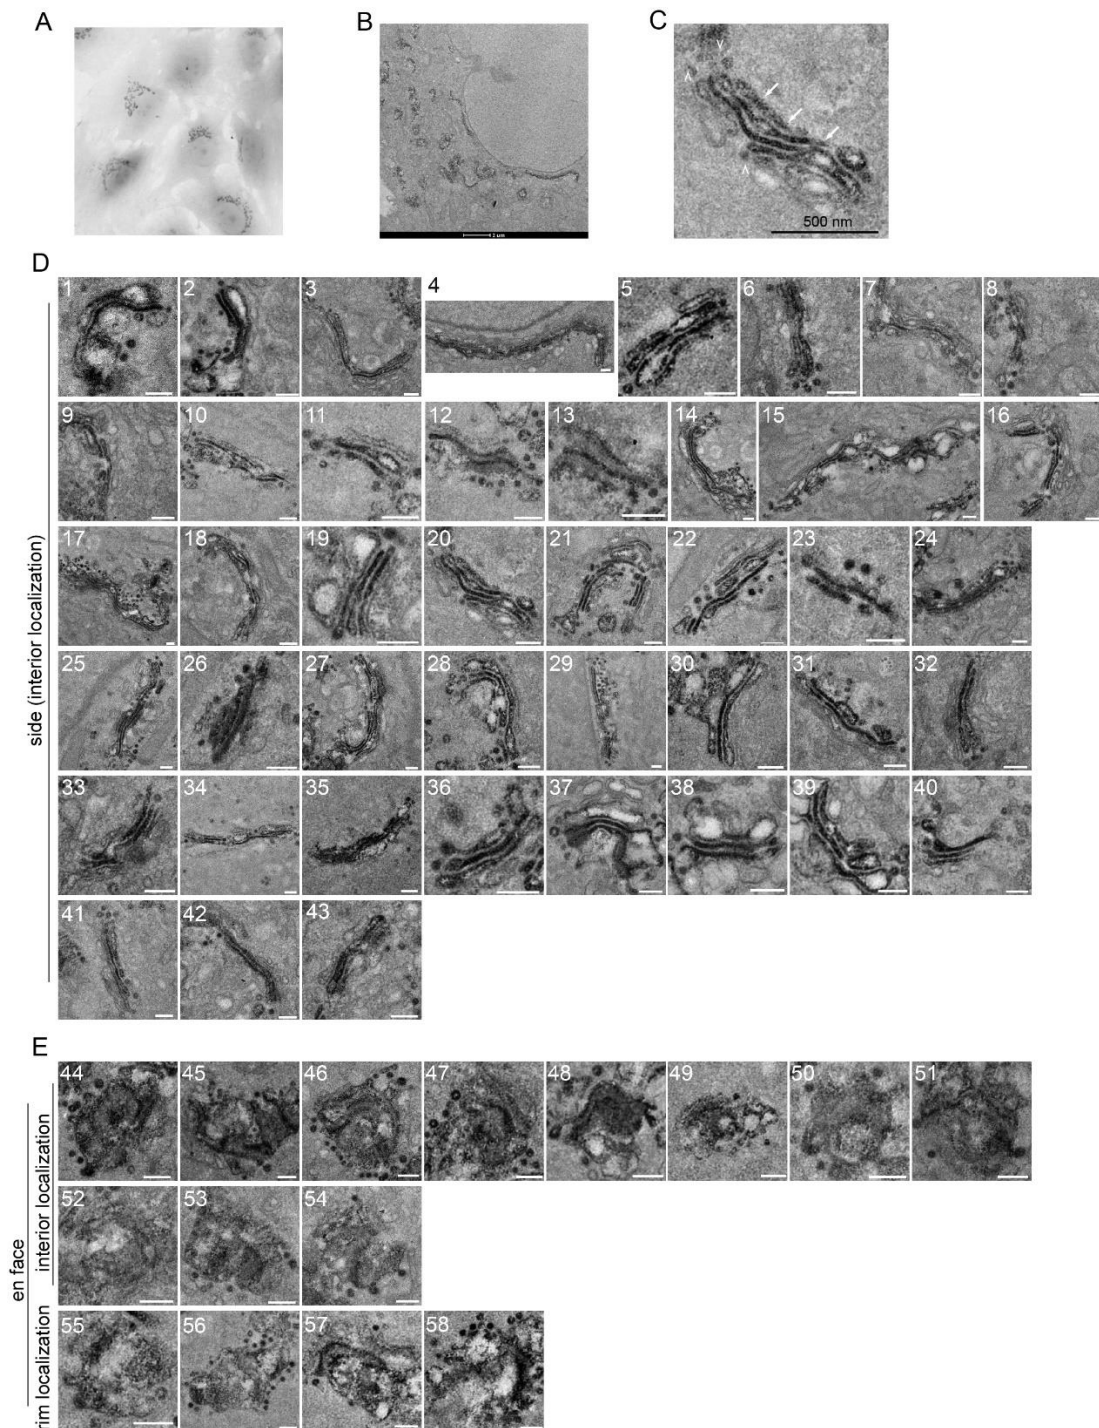 A
B
C
2 µm
500 nm
D
side (interior localization)
1 2 3 4 5 6 7 8
9 10 11 12 13 14 15 16
17 18 19 20 21 22 23 24
25 26 27 28 29 30 31 32
33 34 35 36 37 38 39 40
41 42 43
E
en face
interior localization
44 45 46 47 48 49 50 51
52 53 54
rim localization
55 56 57 58